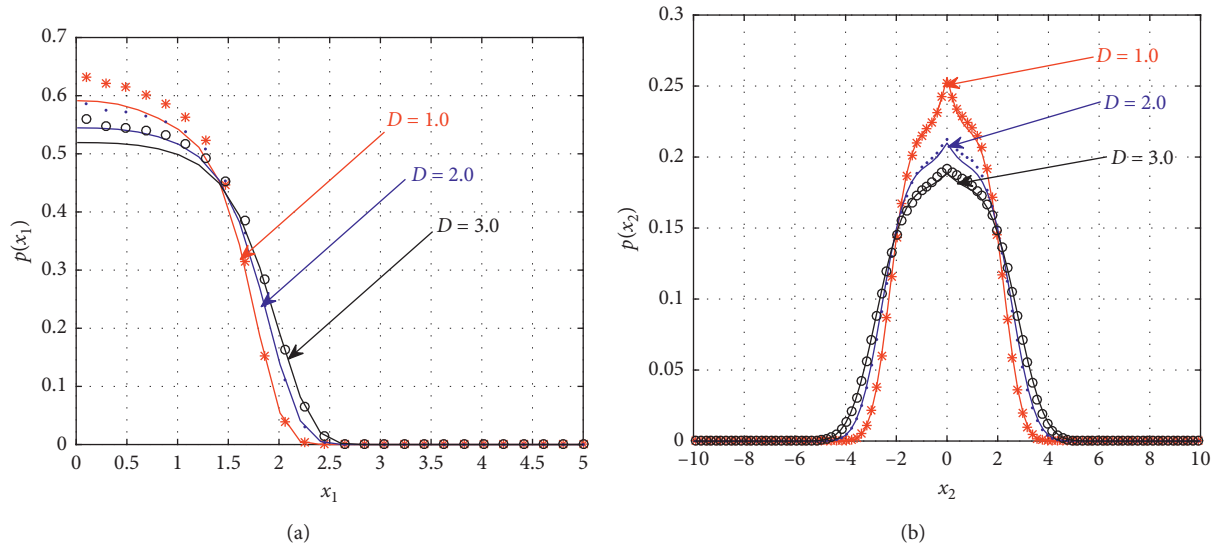 0.7
0.6
0.5
0.4
0.3
0.2
0.1
0
p(x1)
D = 1.0
D = 2.0
D = 3.0
0 0.5 1 1.5 2 2.5 3 3.5 4 4.5 5
x1
(a)
0.3
0.25
0.2
0.15
0.1
0.05
0
p(x2)
D = 1.0
D = 2.0
D = 3.0
−10 −8 −6 −4 −2 0 2 4 6 8 10
x2
(b)